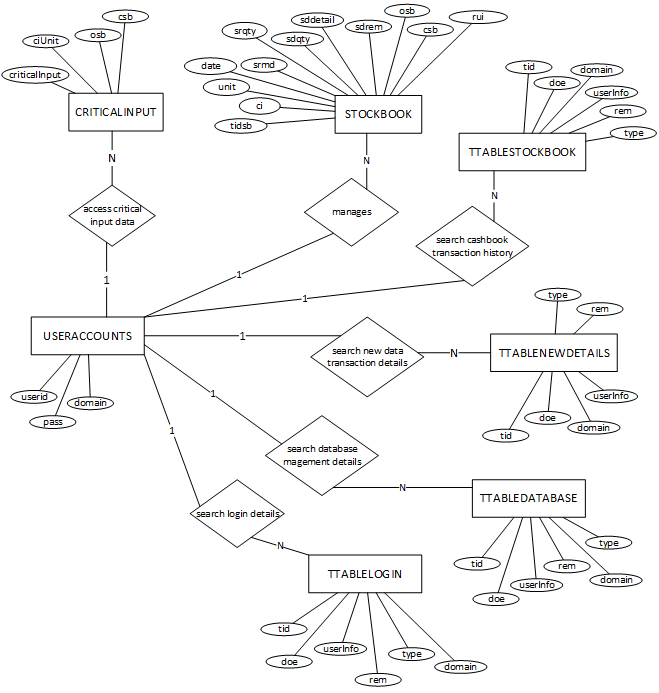 csb
osb
ciUnit
criticalInput
CRITICALINPUT
N
access critical
input data
1
osb
rui
sddetail
sdrem
csb
srqty
sdqty
date
srmd
unit
ci
tidsb
STOCKBOOK
N
manages
1
tid
domain
doe
userInfo
rem
type
TTABLESTOCKBOOK
N
search cashbook
transaction history
1
USERACCOUNTS
userid
domain
pass
1
search new data
transaction details
N
type
rem
TTABLENEWDETAILS
userInfo
doe
domain
tid
1
search database
magement details
N
TTABLEDATABASE
type
tid
rem
userInfo
domain
doe
1
search login details
N
TTABLELOGIN
tid
userInfo
type
doe
domain
rem